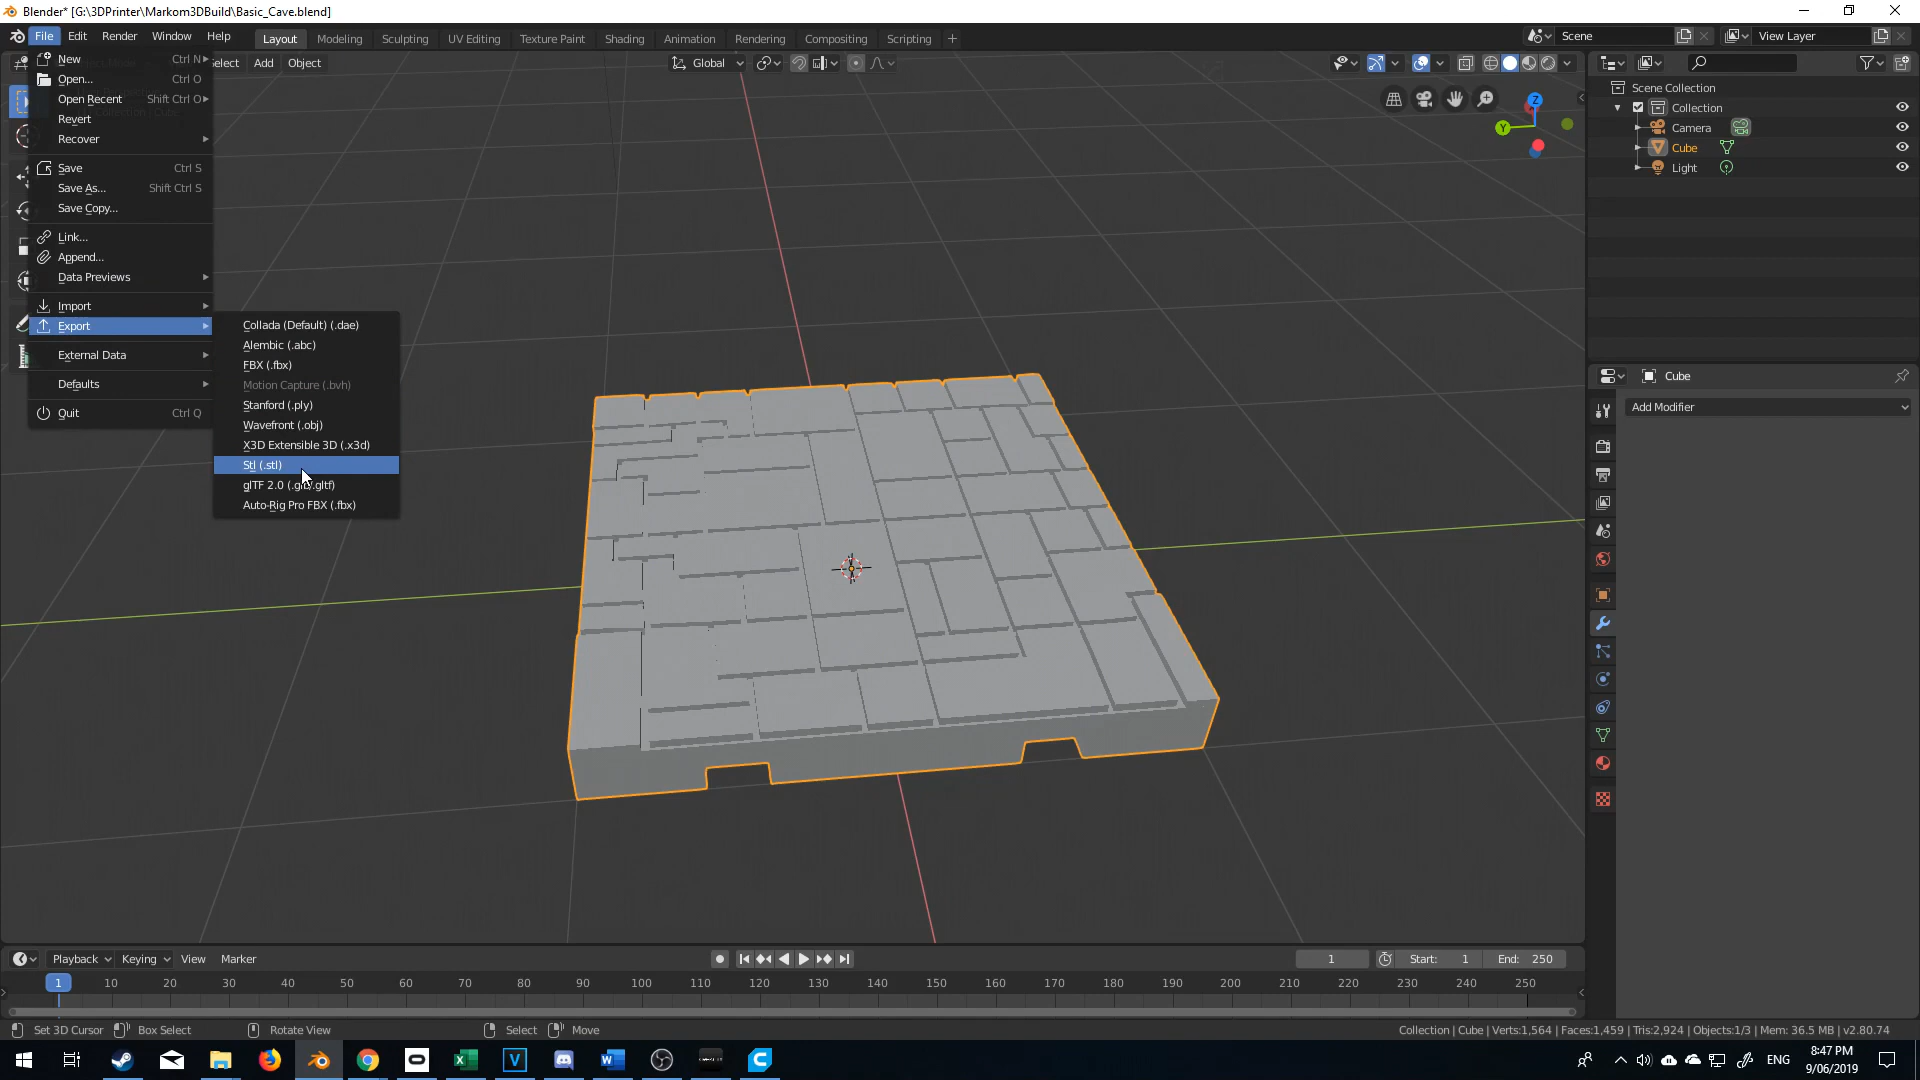 Blender* [G:\3DPrinter\Markom3DBuild\Basic_Cave.blend]
File Edit Render Window Help
Layout Modeling Sculpting UV Editing Texture Paint Shading Animation Rendering Compositing Scripting
Scene
View Layer
Select Add Object
Global
New Ctrl N
Open... Ctrl O
Open Recent Shift Ctrl O
Revert
Recover
Save Ctrl S
Save As... Shift Ctrl S
Save Copy...
Link...
Append...
Data Previews
Import
Export
External Data
Defaults
Quit Ctrl Q
Collada (Default) (.dae)
Alembic (.abc)
FBX (.fbx)
Motion Capture (.bvh)
Stanford (.ply)
Wavefront (.obj)
X3D Extensible 3D (.x3d)
Stl (.stl)
glTF 2.0 (.gltf)
Auto-Rig Pro FBX (.fbx)
Z
Y
Scene Collection
Collection
Camera
Cube
Light
Cube
Add Modifier
Playback Keying View Marker
1 Start: 1 End: 250
1 10 20 30 40 50 60 70 80 90 100 110 120 130 140 150 160 170 180 190 200 210 220 230 240 250
Set 3D Cursor Box Select Rotate View Select Move
Collection | Cube | Verts:1,564 | Faces:1,459 | Tris:2,924 | Objects:1/3 | Mem: 36.5 MB | v2.80.74
ENG
8:47 PM
9/06/2019